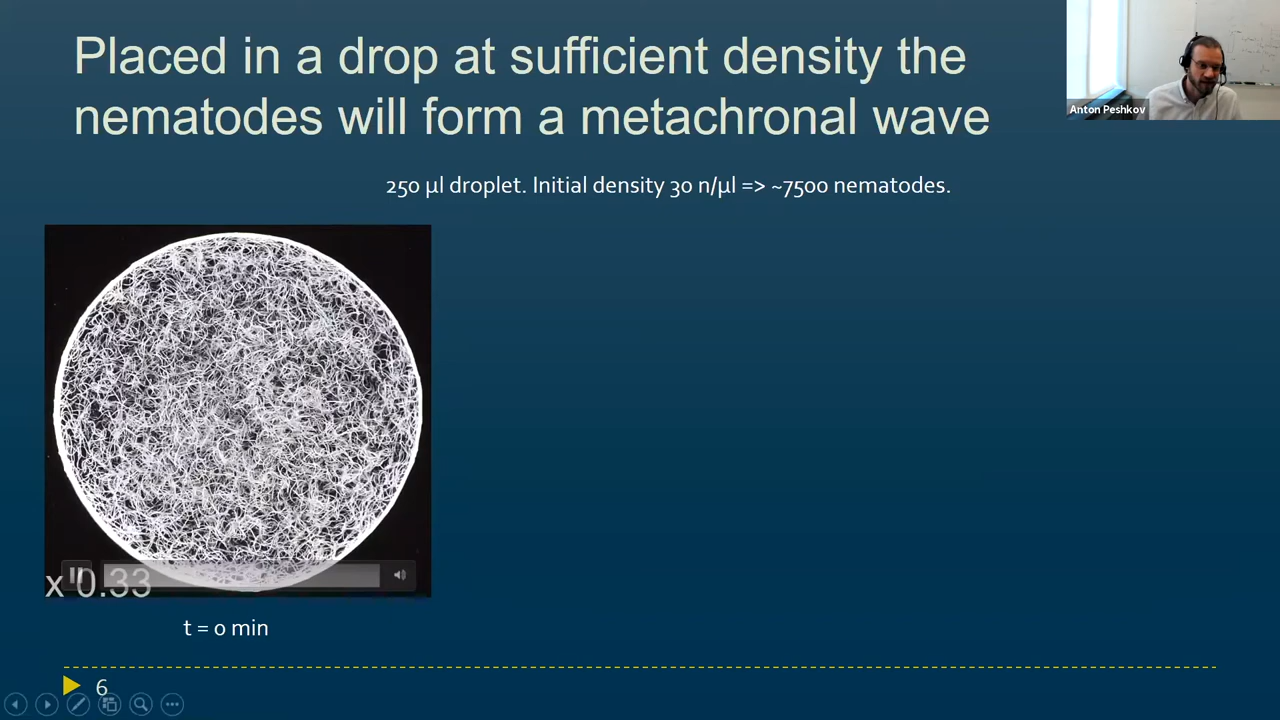 Placed in a drop at sufficient density the
nematodes will form a metachronal wave
Anton Peshkov
250 µl droplet. Initial density 30 n/µl => ~7500 nematodes.
x 0.33
t = 0 min
6